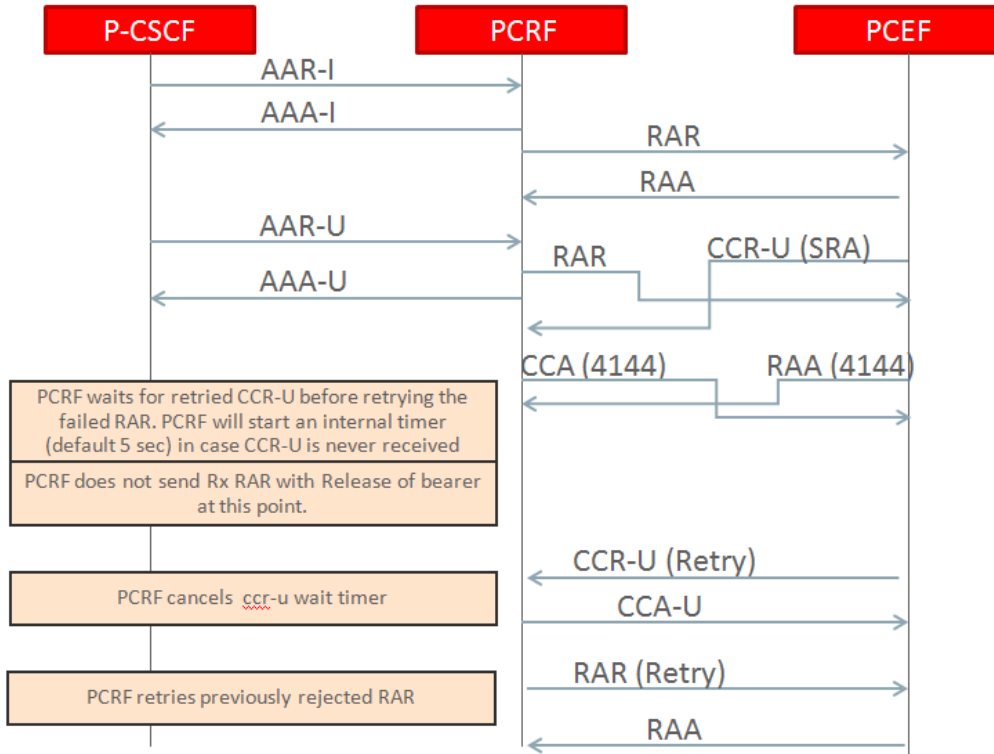 P-CSCF
PCRF
PCEF
AAR-I
AAA-I
RAR
RAA
AAR-U
RAR
CCR-U (SRA)
AAA-U
CCA (4144)
RAA (4144)
PCRF waits for retried CCR-U before retrying the
failed RAR. PCRF will start an internal timer
(default 5 sec) in case CCR-U is never received
PCRF does not send Rx RAR with Release of bearer
at this point.
CCR-U (Retry)
PCRF cancels ccr-u wait timer
CCA-U
RAR (Retry)
PCRF retries previously rejected RAR
RAA